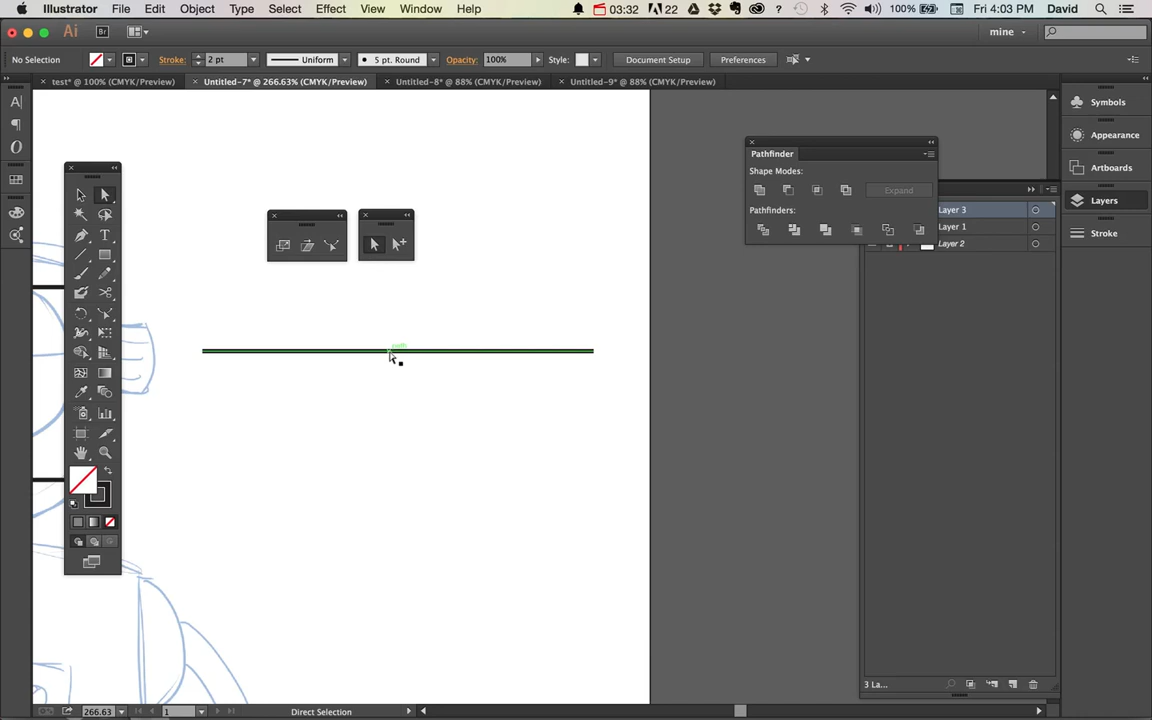 Illustrator File Edit Object Type Select Effect View Window Help 03:32 22 100% Fri 4:03 PM David
Ai Br mine
No Selection Stroke: 2 pt Uniform 5 pt. Round Opacity: 100% Style: Document Setup Preferences
test* @ 100% (CMYK/Preview) Untitled-7* @ 266.63% (CMYK/Preview) Untitled-8* @ 88% (CMYK/Preview) Untitled-9* @ 88% (CMYK/Preview)
Symbols
Appearance
Artboards
Layers
Stroke
Pathfinder
Shape Modes:
Expand
Pathfinders:
Layer 3
Layer 1
Layer 2
path
3 La...
266.63 1 Direct Selection